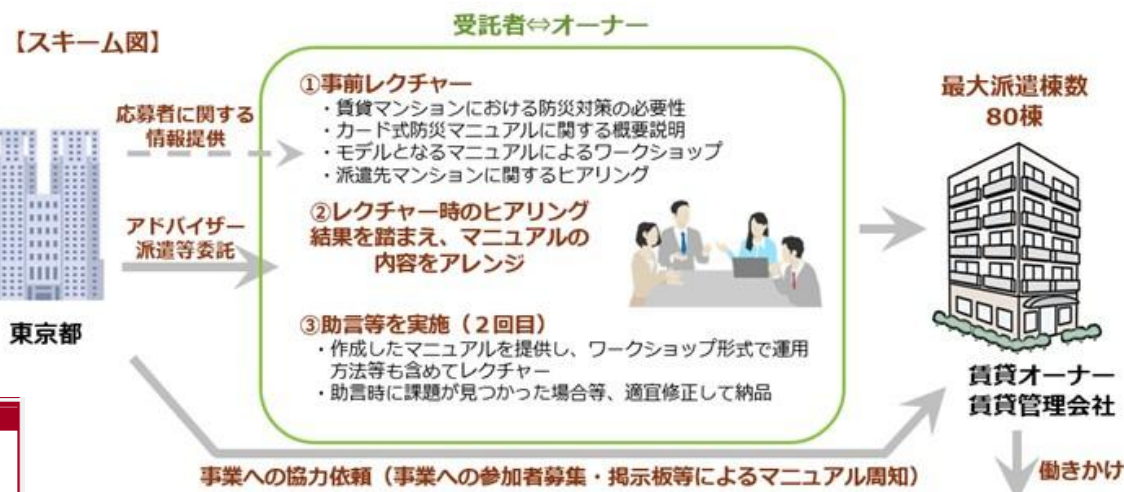 【スキーム図】
受託者⇔オーナー
応募者に関する
情報提供
アドバイザー
派遣等委託
東京都
①事前レクチャー
・賃貸マンションにおける防災対策の必要性
・カード式防災マニュアルに関する概要説明
・モデルとなるマニュアルによるワークショップ
・派遣先マンションに関するヒアリング
②レクチャー時のヒアリング
結果を踏まえ、マニュアルの
内容をアレンジ
③助言等を実施（２回目）
・作成したマニュアルを提供し、ワークショップ形式で運用
方法等も含めてレクチャー
・助言時に課題が見つかった場合等、適宜修正して納品
最大派遣棟数
80棟
賃貸オーナー
賃貸管理会社
事業への協力依頼（事業への参加者募集・掲示板等によるマニュアル周知）
働きかけ